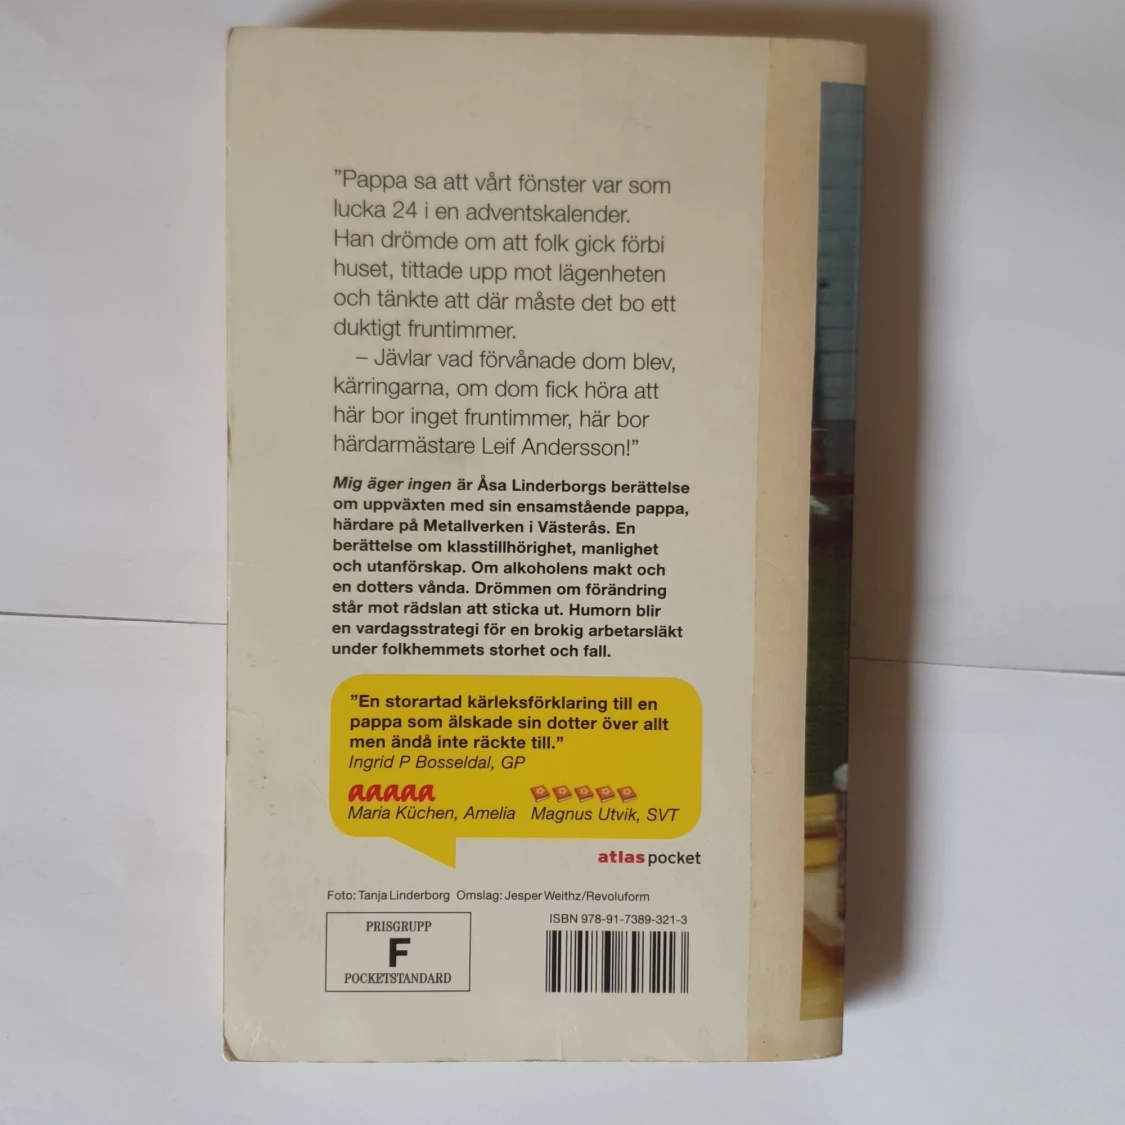 ”Pappa sa att vårt fönster var som
lucka 24 i en adventskalender.
Han drömde om att folk gick förbi
huset, tittade upp mot lägenheten
och tänkte att där måste det bo ett
duktigt fruntimmer.
– Jävlar vad förvånade dom blev,
kärringarna, om dom fick höra att
här bor inget fruntimmer, här bor
härdarmästare Leif Andersson!”
Mig äger ingen är Åsa Linderborgs berättelse
om uppväxten med sin ensamstående pappa,
härdare på Metallverken i Västerås. En
berättelse om klasstillhörighet, manlighet
och utanförskap. Om alkoholens makt och
en dotters vånda. Drömmen om förändring
står mot rädslan att sticka ut. Humorn blir
en vardagsstrategi för en brokig arbetarsläkt
under folkhemmets storhet och fall.
”En storartad kärleksförklaring till en
pappa som älskade sin dotter över allt
men ändå inte räckte till.”
Ingrid P Bosseldal, GP
aaaaa
Maria Küchen, Amelia Magnus Utvik, SVT
atlas pocket
Foto: Tanja Linderborg Omslag: Jesper Weithz/Revoluform
PRISGRUPP
F
POCKETSTANDARD
ISBN 978-91-7389-321-3